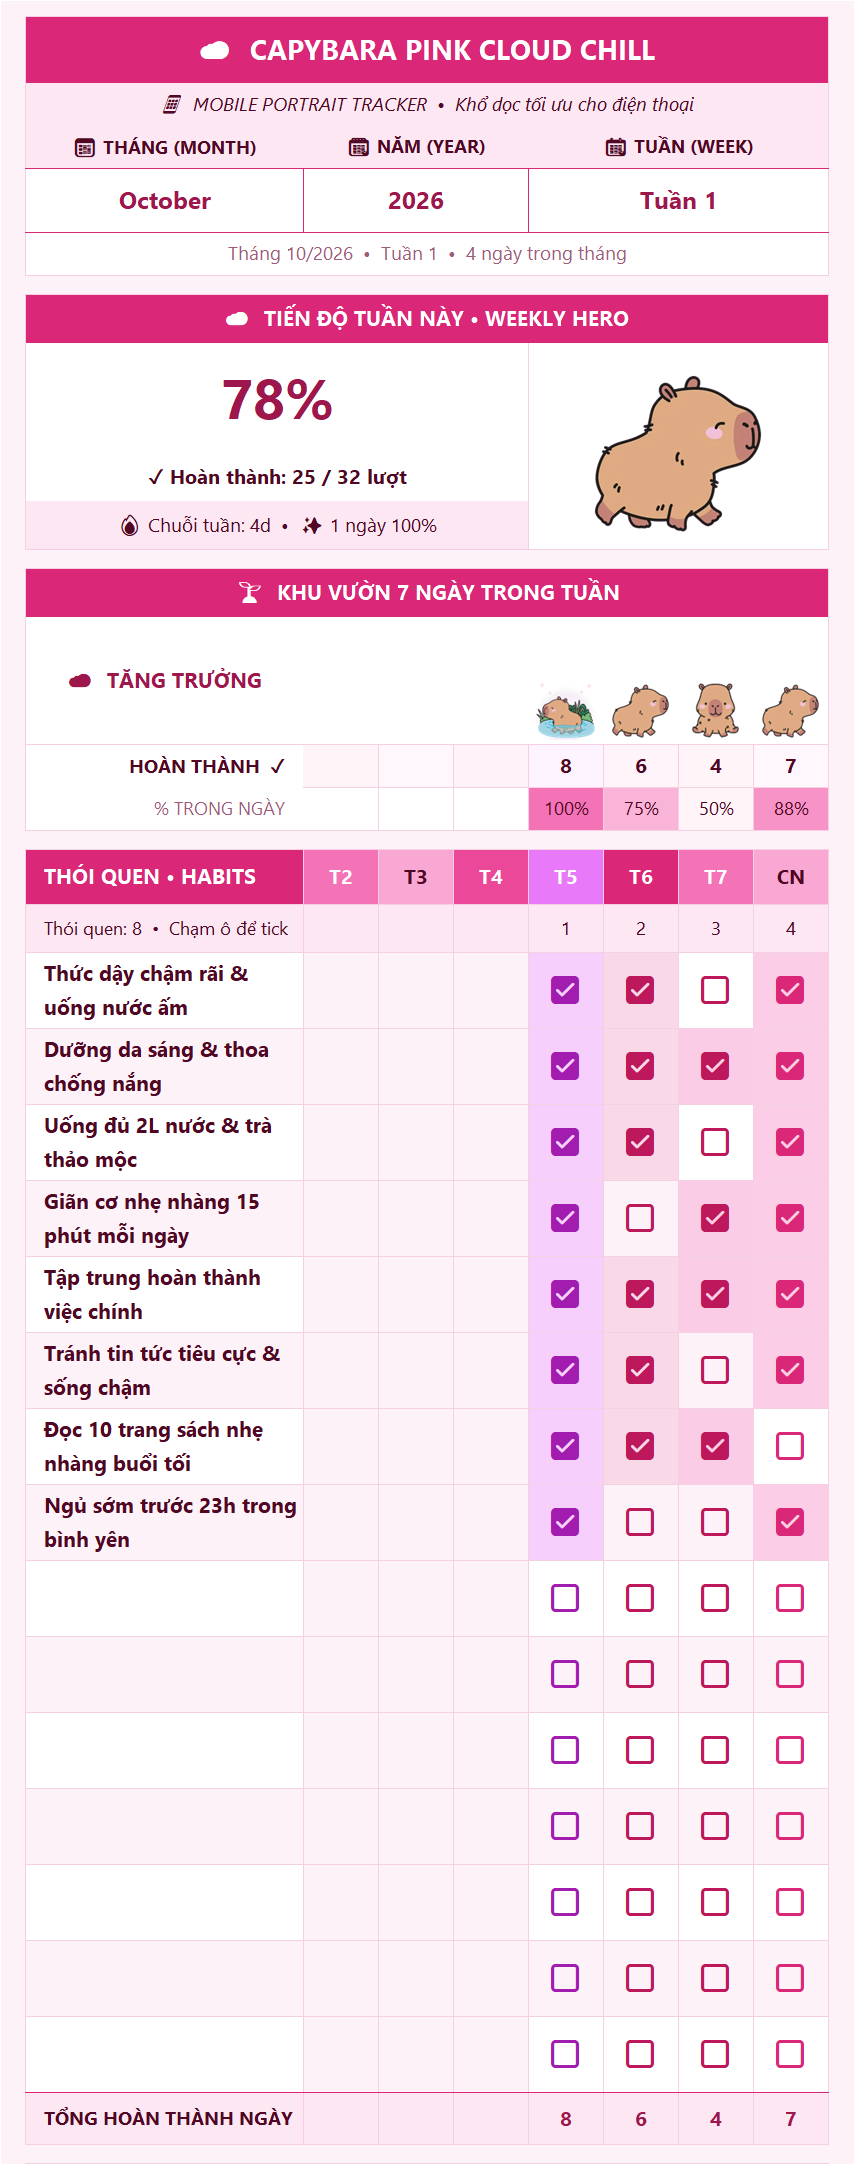 CAPYBARA PINK CLOUD CHILL
MOBILE PORTRAIT TRACKER • Khổ dọc tối ưu cho điện thoại
THÁNG (MONTH) NĂM (YEAR) TUẦN (WEEK)
October 2026 Tuần 1
Tháng 10/2026 • Tuần 1 • 4 ngày trong tháng
TIẾN ĐỘ TUẦN NÀY • WEEKLY HERO
78%
✓ Hoàn thành: 25 / 32 lượt
Chuỗi tuần: 4d • 1 ngày 100%
KHU VƯỜN 7 NGÀY TRONG TUẦN
TĂNG TRƯỞNG
HOÀN THÀNH ✓ 8 6 4 7
% TRONG NGÀY 100% 75% 50% 88%
THÓI QUEN • HABITS T2 T3 T4 T5 T6 T7 CN
Thói quen: 8 • Chạm ô để tick 1 2 3 4
Thức dậy chậm rãi &
uống nước ấm
Dưỡng da sáng & thoa
chống nắng
Uống đủ 2L nước & trà
thảo mộc
Giãn cơ nhẹ nhàng 15
phút mỗi ngày
Tập trung hoàn thành
việc chính
Tránh tin tức tiêu cực &
sống chậm
Đọc 10 trang sách nhẹ
nhàng buổi tối
Ngủ sớm trước 23h trong
bình yên
TỔNG HOÀN THÀNH NGÀY 8 6 4 7